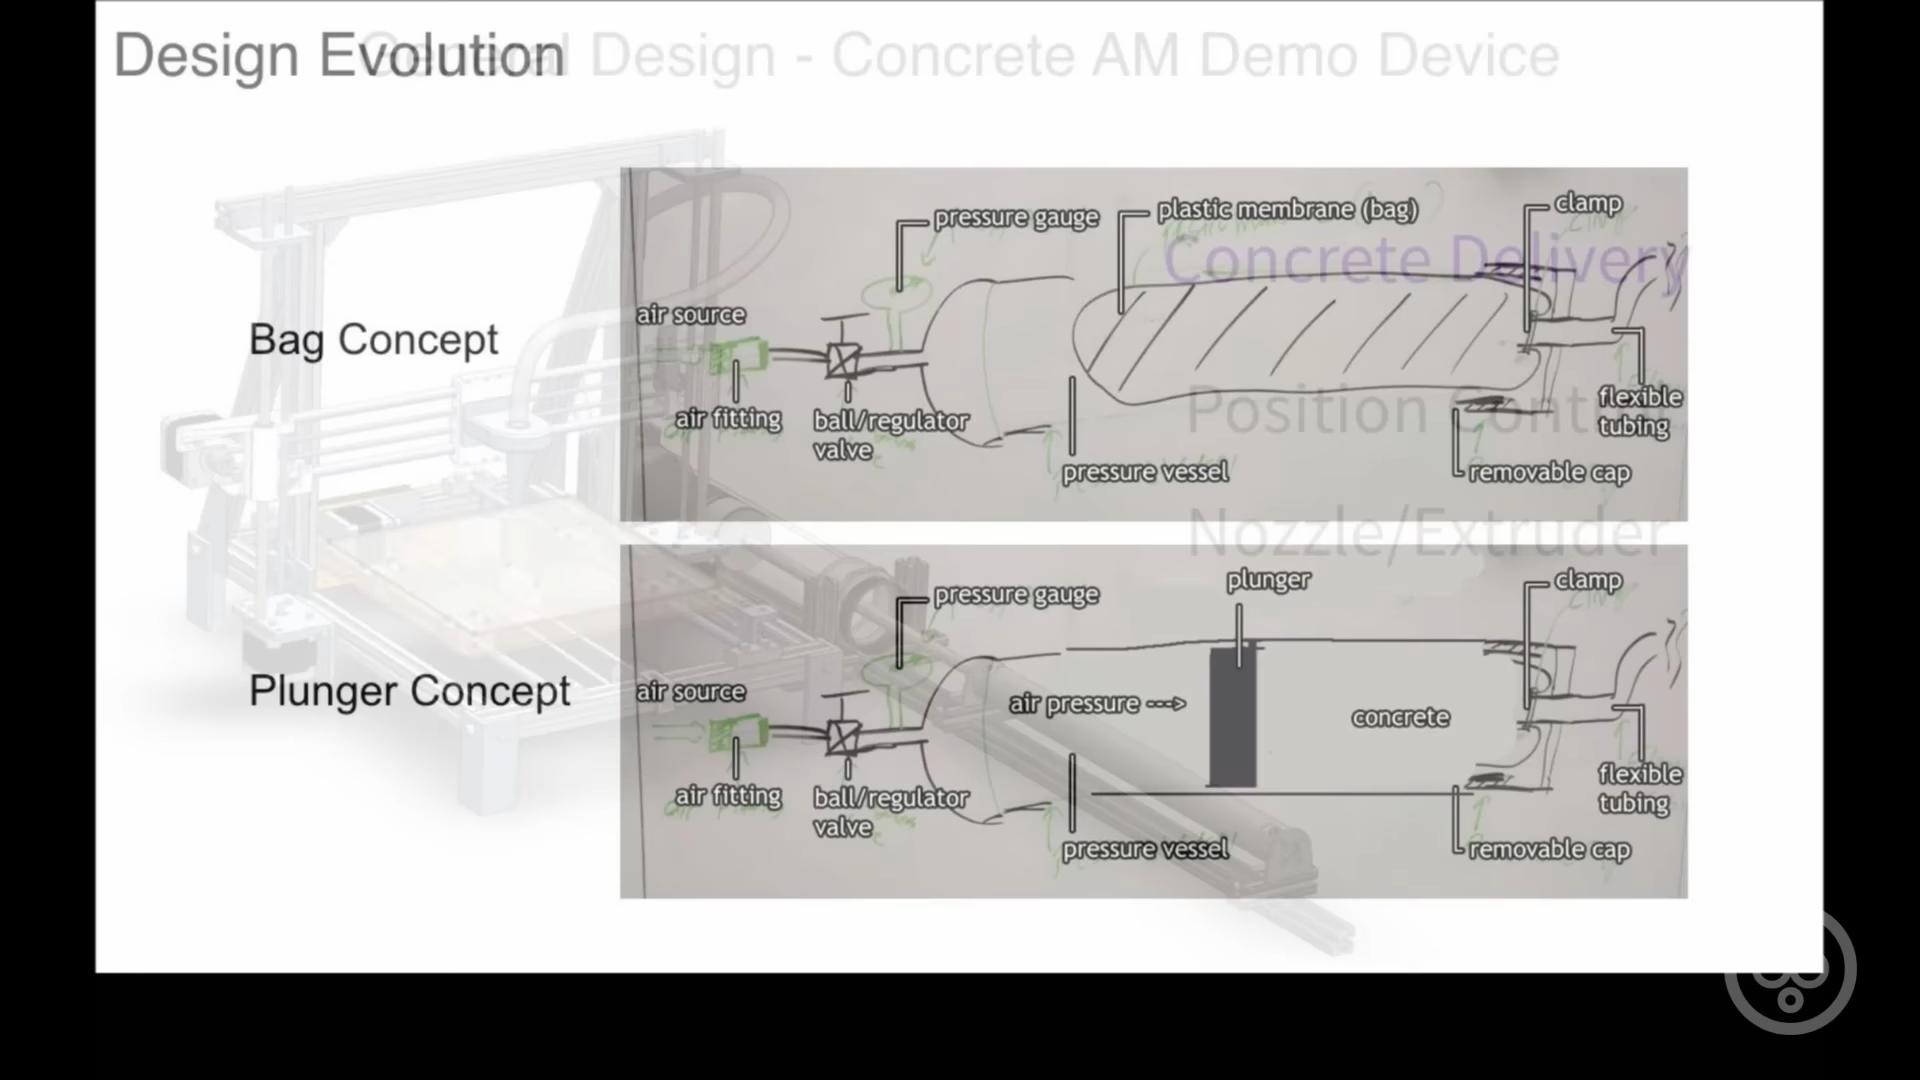 Design Evolution
General Design - Concrete AM Demo Device
Concrete Delivery
Position Control
Nozzle/Extruder
Bag Concept
pressure gauge
plastic membrane (bag)
clamp
air source
air fitting
ball/regulator
valve
pressure vessel
flexible
tubing
removable cap
Plunger Concept
pressure gauge
plunger
clamp
air source
air pressure --->
concrete
air fitting
ball/regulator
valve
pressure vessel
flexible
tubing
removable cap